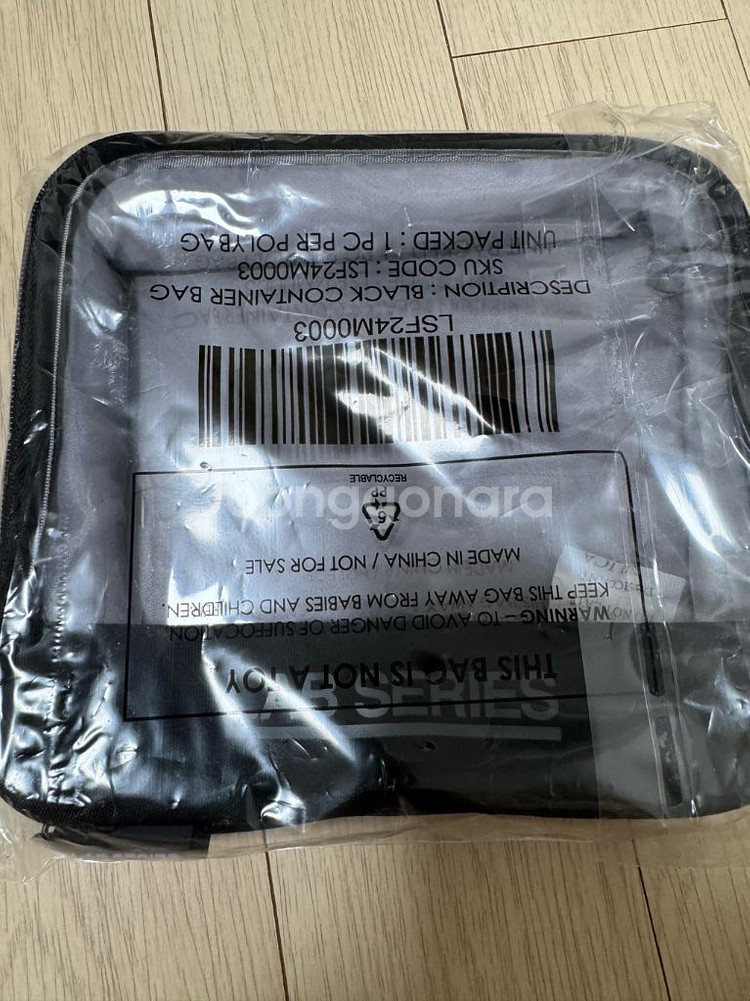 THIS BAG IS NOT A TOY.
WARNING – TO AVOID DANGER OF SUFFOCATION
KEEP THIS BAG AWAY FROM BABIES AND CHILDREN.
MADE IN CHINA / NOT FOR SALE
PP
RECYCLABLE
LSF24M0003
DESCRIPTION : BLACK CONTAINER BAG
SKU CODE : LSF24M0003
UNIT PACKED : 1 PC PER POLYBAG
LAB SERIES
Joonggonara